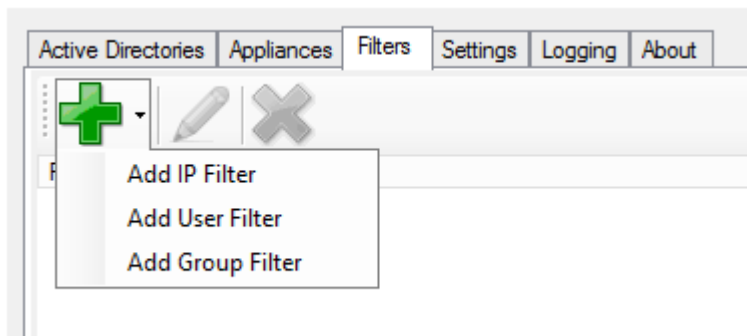 Active Directories Appliances Filters Settings Logging About
Add IP Filter
Add User Filter
Add Group Filter